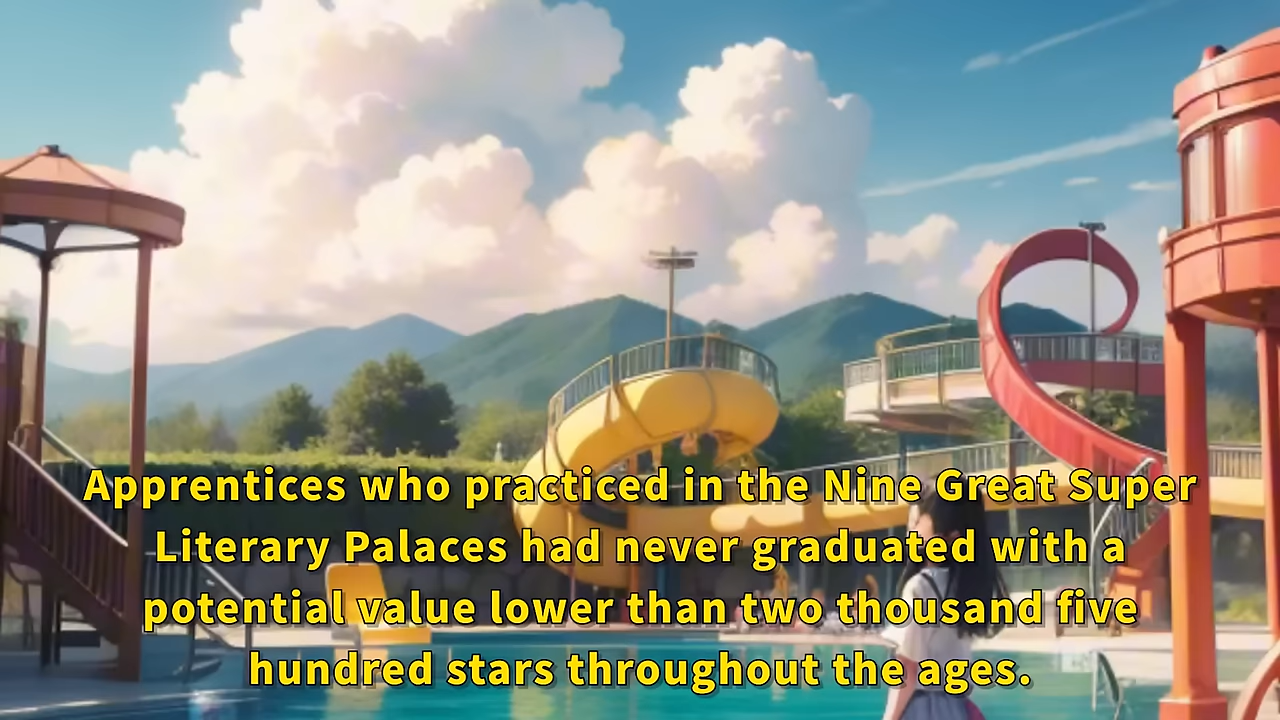 Apprentices who practiced in the Nine Great Super
Literary Palaces had never graduated with a
potential value lower than two thousand five
hundred stars throughout the ages.